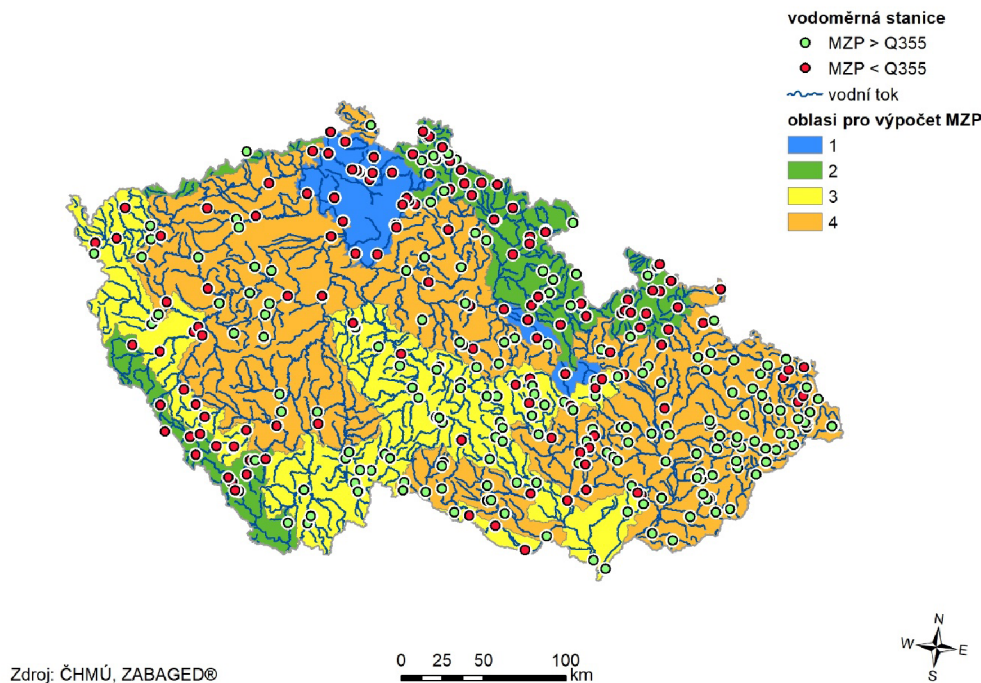 vodoměrná stanice
MZP > Q355
MZP < Q355
vodní tok
oblasi pro výpočet MZP
1
2
3
4
N
W E
S
0 25 50 100
km
Zdroj: ČHMÚ, ZABAGED®